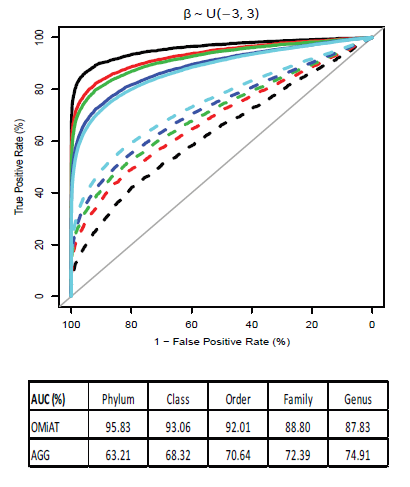 β ~ U(−3, 3)
True Positive Rate (%)
100
80
60
40
20
0
100 80 60 40 20 0
1 − False Positive Rate (%)
AUC (%) Phylum Class Order Family Genus
OMiAT 95.83 93.06 92.01 88.80 87.83
AGG 63.21 68.32 70.64 72.39 74.91